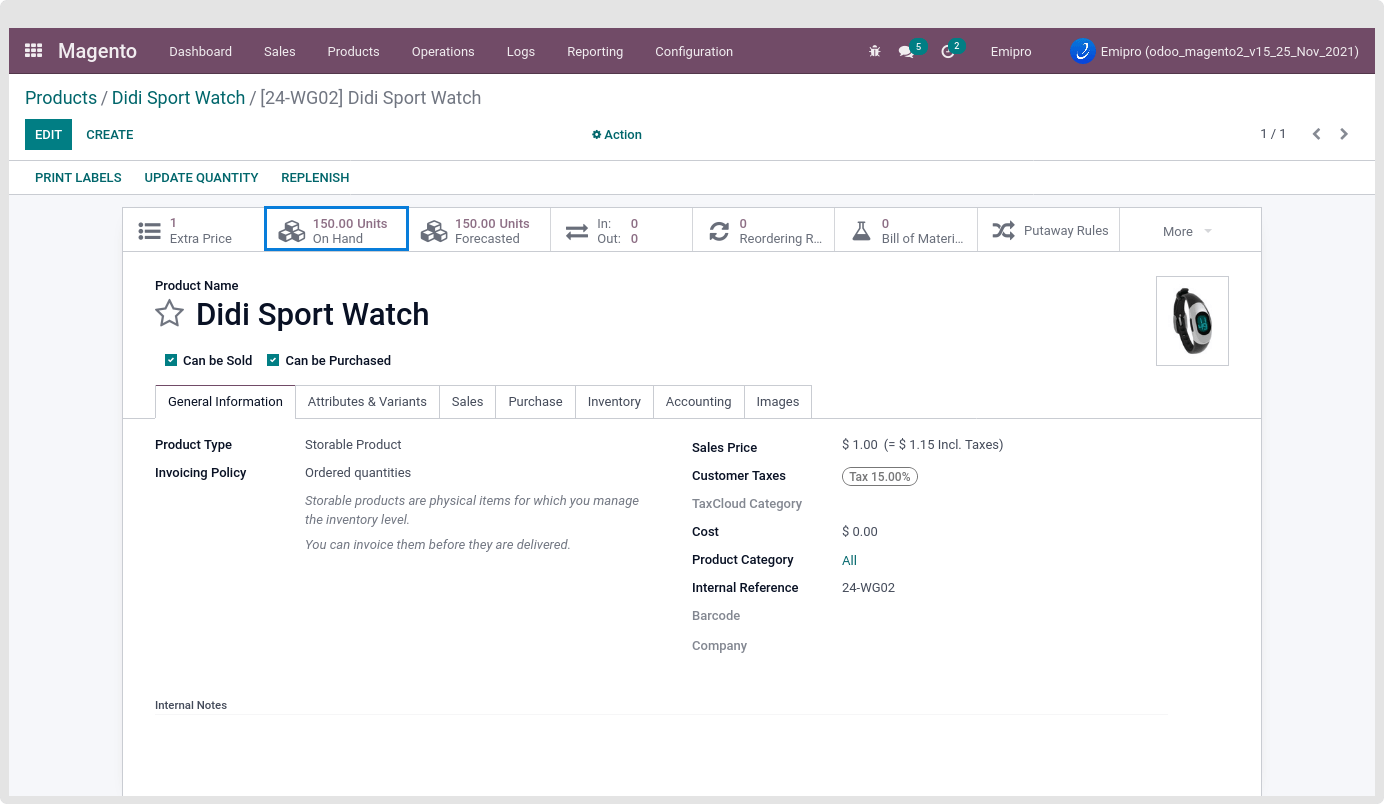 Magento Dashboard Sales Products Operations Logs Reporting Configuration 5 2 Emipro Emipro (odoo_magento2_v15_25_Nov_2021)
Products / Didi Sport Watch / [24-WG02] Didi Sport Watch
EDIT CREATE Action 1 / 1
PRINT LABELS UPDATE QUANTITY REPLENISH
1 150.00 Units 150.00 Units In: 0 0 0 Putaway Rules More
Extra Price On Hand Forecasted Out: 0 Reordering R... Bill of Materi...
Product Name
Didi Sport Watch
Can be Sold Can be Purchased
General Information Attributes & Variants Sales Purchase Inventory Accounting Images
Product Type Storable Product Sales Price $ 1.00 (= $ 1.15 Incl. Taxes)
Invoicing Policy Ordered quantities Customer Taxes Tax 15.00%
Storable products are physical items for which you manage TaxCloud Category
the inventory level.
Cost $ 0.00
You can invoice them before they are delivered.
Product Category All
Internal Reference 24-WG02
Barcode
Company
Internal Notes